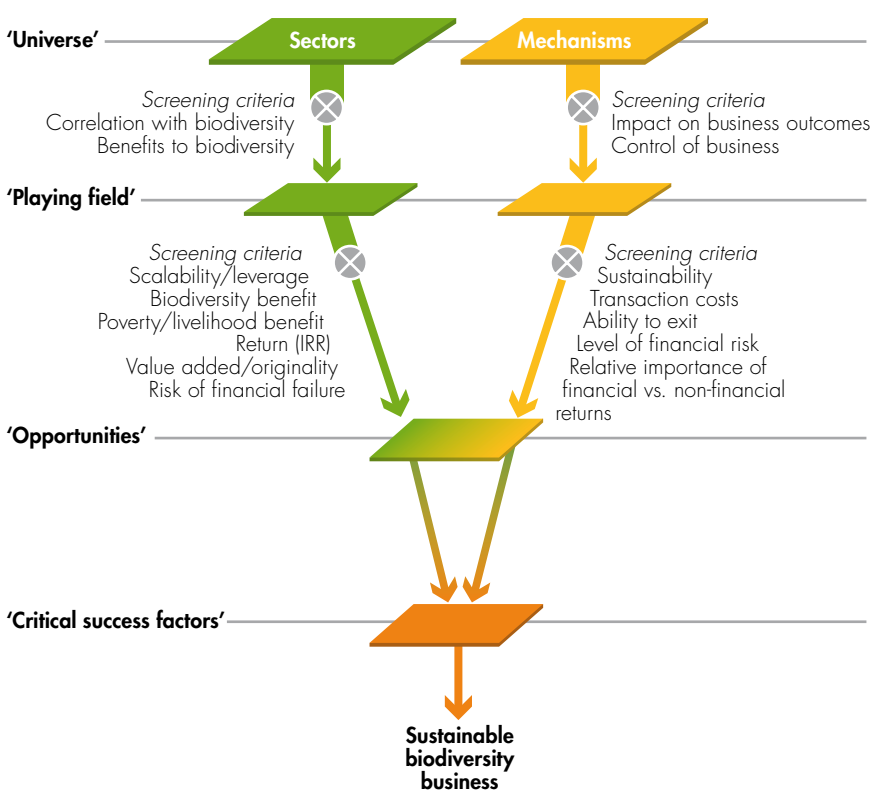 ‘Universe’
Sectors
Mechanisms
Screening criteria
Correlation with biodiversity
Benefits to biodiversity
Screening criteria
Impact on business outcomes
Control of business
‘Playing field’
Screening criteria
Scalability/leverage
Biodiversity benefit
Poverty/livelihood benefit
Return (IRR)
Value added/originality
Risk of financial failure
Screening criteria
Sustainability
Transaction costs
Ability to exit
Level of financial risk
Relative importance of
financial vs. non-financial
returns
‘Opportunities’
‘Critical success factors’
Sustainable
biodiversity
business